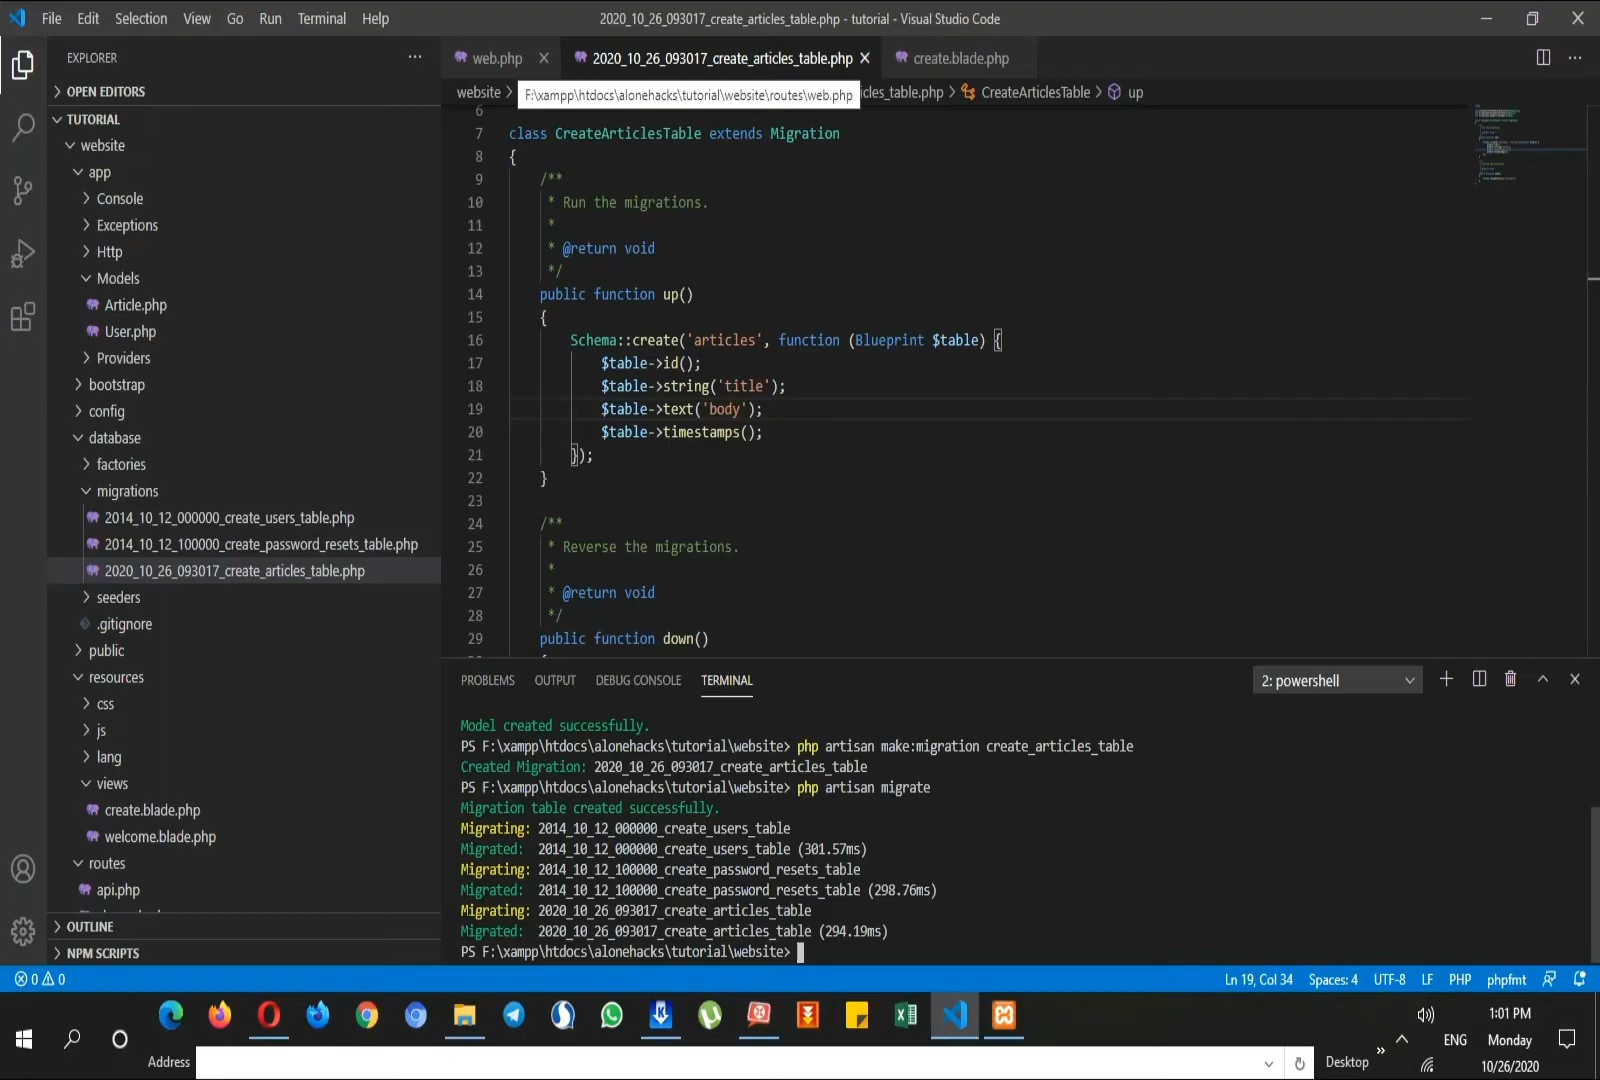 File Edit Selection View Go Run Terminal Help
2020_10_26_093017_create_articles_table.php - tutorial - Visual Studio Code
EXPLORER
OPEN EDITORS
TUTORIAL
website
app
Console
Exceptions
Http
Models
Article.php
User.php
Providers
bootstrap
config
database
factories
migrations
2014_10_12_000000_create_users_table.php
2014_10_12_100000_create_password_resets_table.php
2020_10_26_093017_create_articles_table.php
seeders
.gitignore
public
resources
css
js
lang
views
create.blade.php
welcome.blade.php
routes
api.php
OUTLINE
NPM SCRIPTS
web.php
2020_10_26_093017_create_articles_table.php
create.blade.php
website > F:\xampp\htdocs\alonehacks\tutorial\website\routes\web.php icles_table.php > CreateArticlesTable > up
6
7 class CreateArticlesTable extends Migration
8 {
9 /**
10 * Run the migrations.
11 *
12 * @return void
13 */
14 public function up()
15 {
16 Schema::create('articles', function (Blueprint $table) {
17 $table->id();
18 $table->string('title');
19 $table->text('body');
20 $table->timestamps();
21 });
22 }
23
24 /**
25 * Reverse the migrations.
26 *
27 * @return void
28 */
29 public function down()
PROBLEMS OUTPUT DEBUG CONSOLE TERMINAL
2: powershell
Model created successfully.
PS F:\xampp\htdocs\alonehacks\tutorial\website> php artisan make:migration create_articles_table
Created Migration: 2020_10_26_093017_create_articles_table
PS F:\xampp\htdocs\alonehacks\tutorial\website> php artisan migrate
Migration table created successfully.
Migrating: 2014_10_12_000000_create_users_table
Migrated: 2014_10_12_000000_create_users_table (301.57ms)
Migrating: 2014_10_12_100000_create_password_resets_table
Migrated: 2014_10_12_100000_create_password_resets_table (298.76ms)
Migrating: 2020_10_26_093017_create_articles_table
Migrated: 2020_10_26_093017_create_articles_table (294.19ms)
PS F:\xampp\htdocs\alonehacks\tutorial\website>
0 0
Ln 19, Col 34 Spaces: 4 UTF-8 LF PHP phpfmt
Address
Desktop
ENG
1:01 PM
Monday
10/26/2020